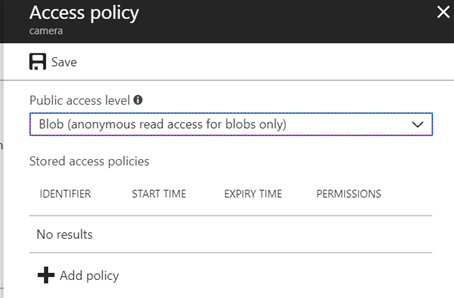 Access policy
camera
Save
Public access level
Blob (anonymous read access for blobs only)
Stored access policies
IDENTIFIER START TIME EXPIRY TIME PERMISSIONS
No results
Add policy